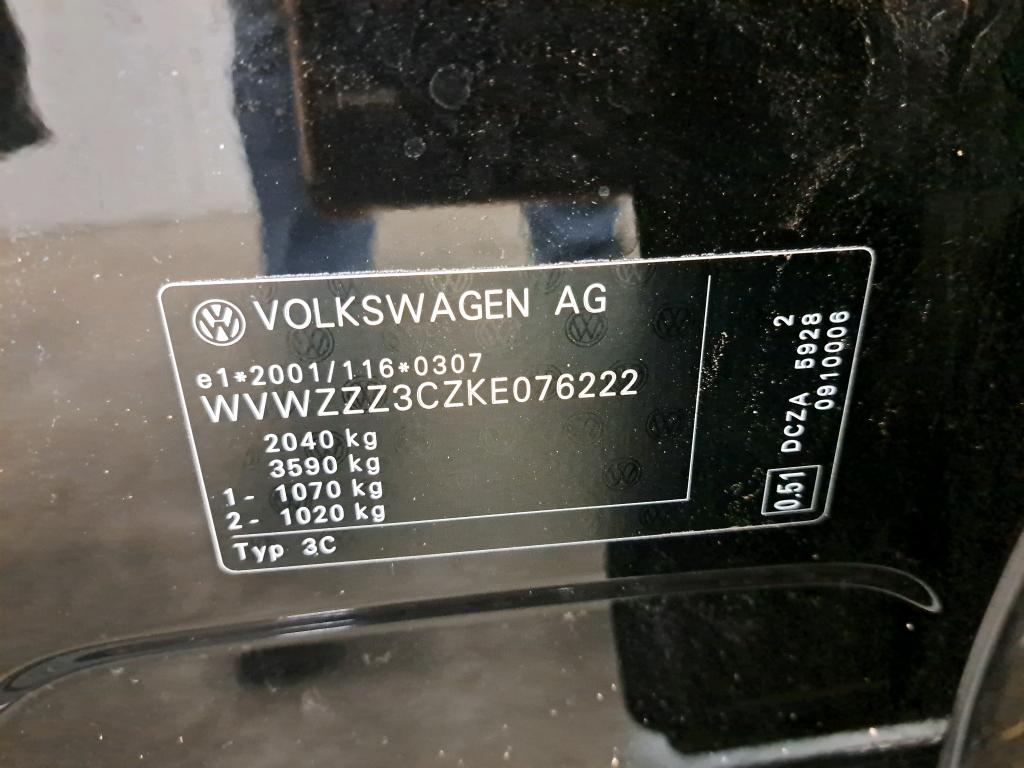 VOLKSWAGEN AG
e1*2001/116*0307
WVWZZZ3CZKE076222
2040 kg
3590 kg
1- 1070 kg
2- 1020 kg
Typ 3C
0.51 DCZA 5928 2
0910006